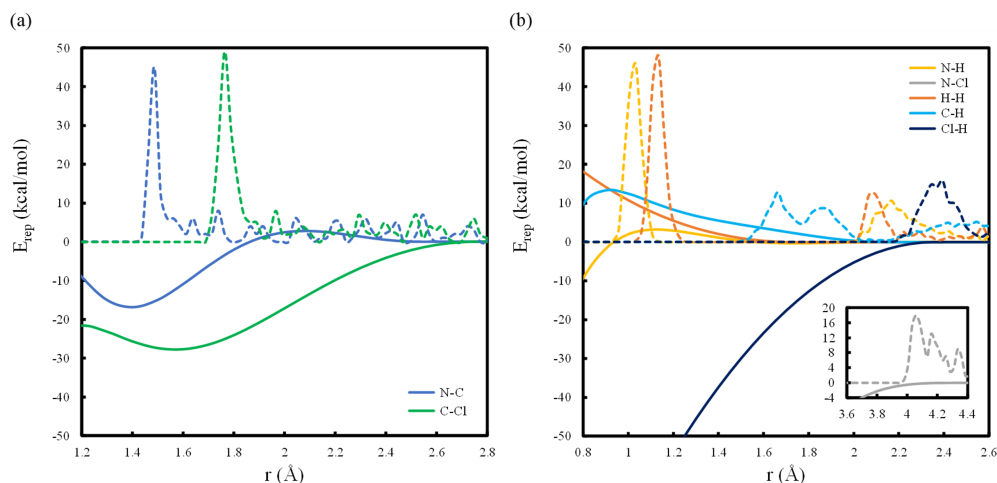 (a)
E_rep (kcal/mol)
50
40
30
20
10
0
-10
-20
-30
-40
-50
N-C
C-Cl
1.2 1.4 1.6 1.8 2 2.2 2.4 2.6 2.8
r (Å)
(b)
E_rep (kcal/mol)
50
40
30
20
10
0
-10
-20
-30
-40
-50
N-H
N-Cl
H-H
C-H
Cl-H
20
16
12
8
4
0
-4
3.6 3.8 4 4.2 4.4
0.8 1 1.2 1.4 1.6 1.8 2 2.2 2.4 2.6
r (Å)